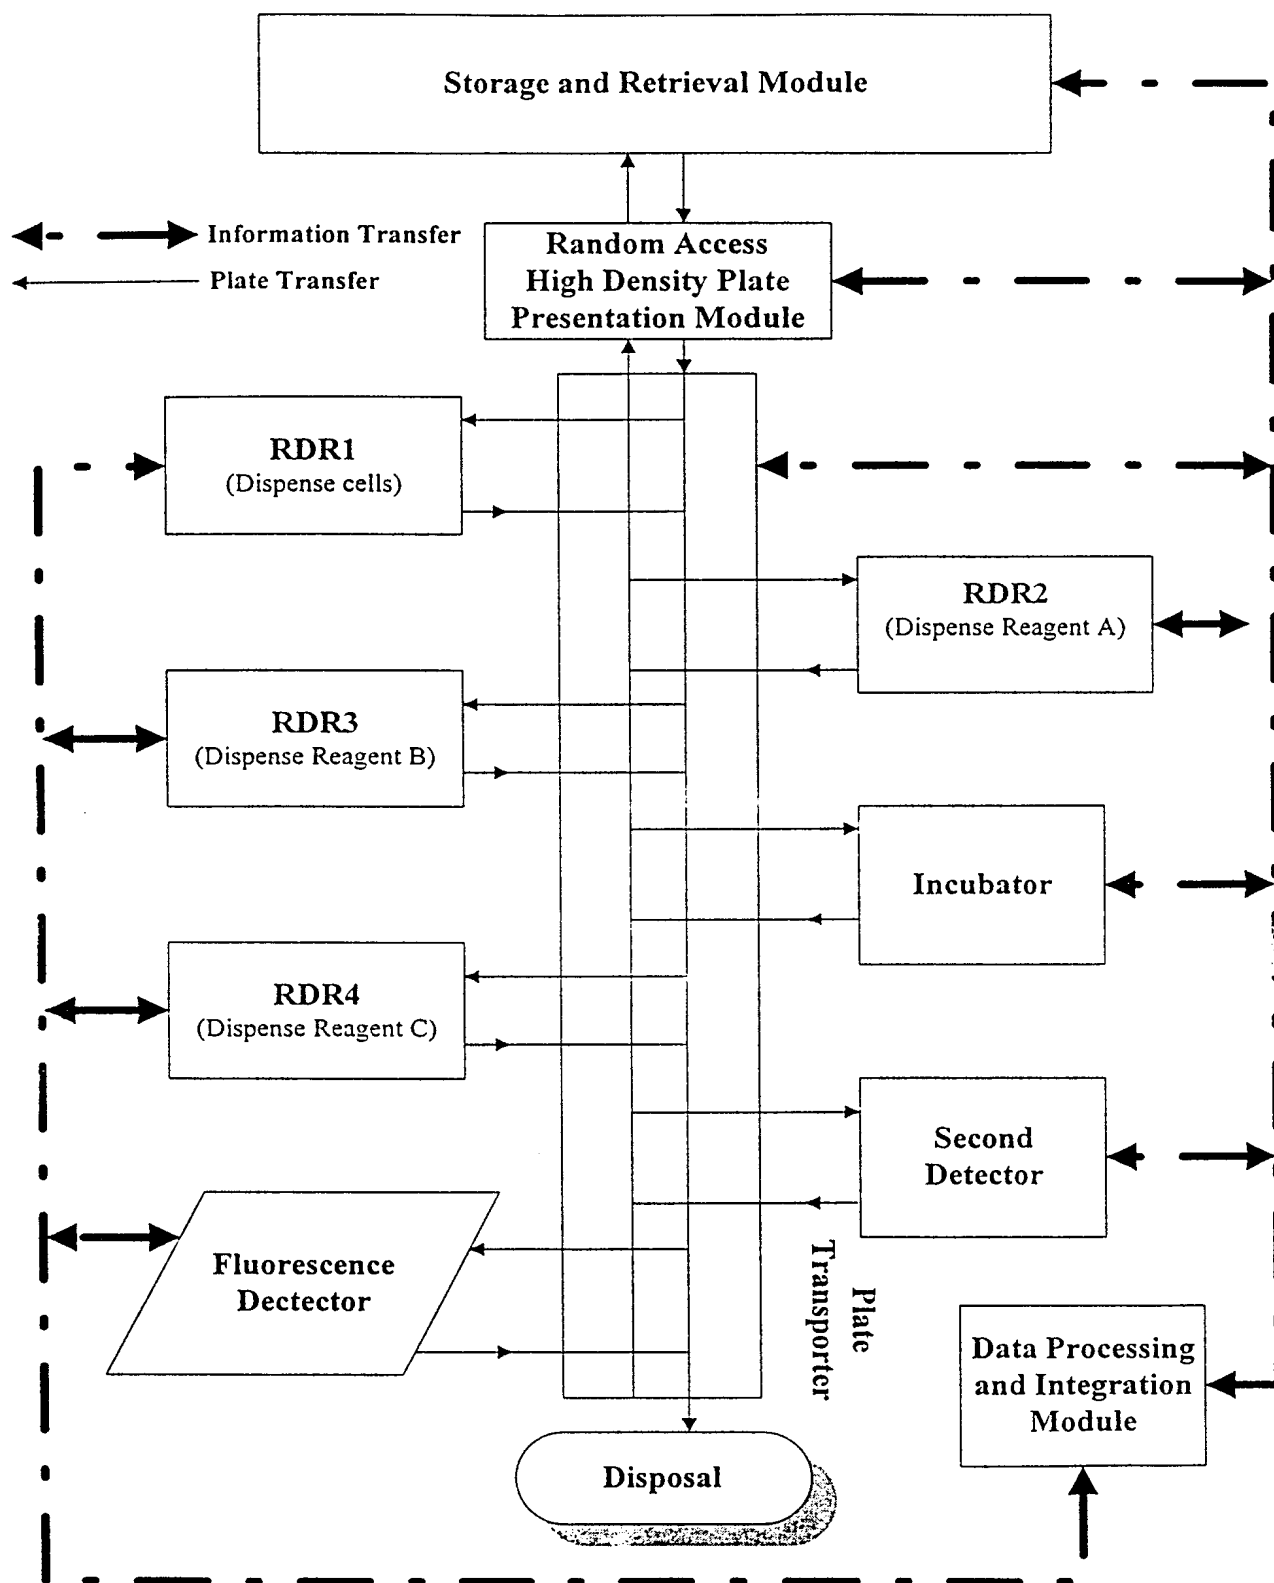 Storage and Retrieval Module
Information Transfer
Plate Transfer
Random Access
High Density Plate
Presentation Module
RDR1
(Dispense cells)
RDR2
(Dispense Reagent A)
RDR3
(Dispense Reagent B)
Incubator
RDR4
(Dispense Reagent C)
Second
Detector
Fluorescence
Dectector
Plate
Transporter
Data Processing
and Integration
Module
Disposal